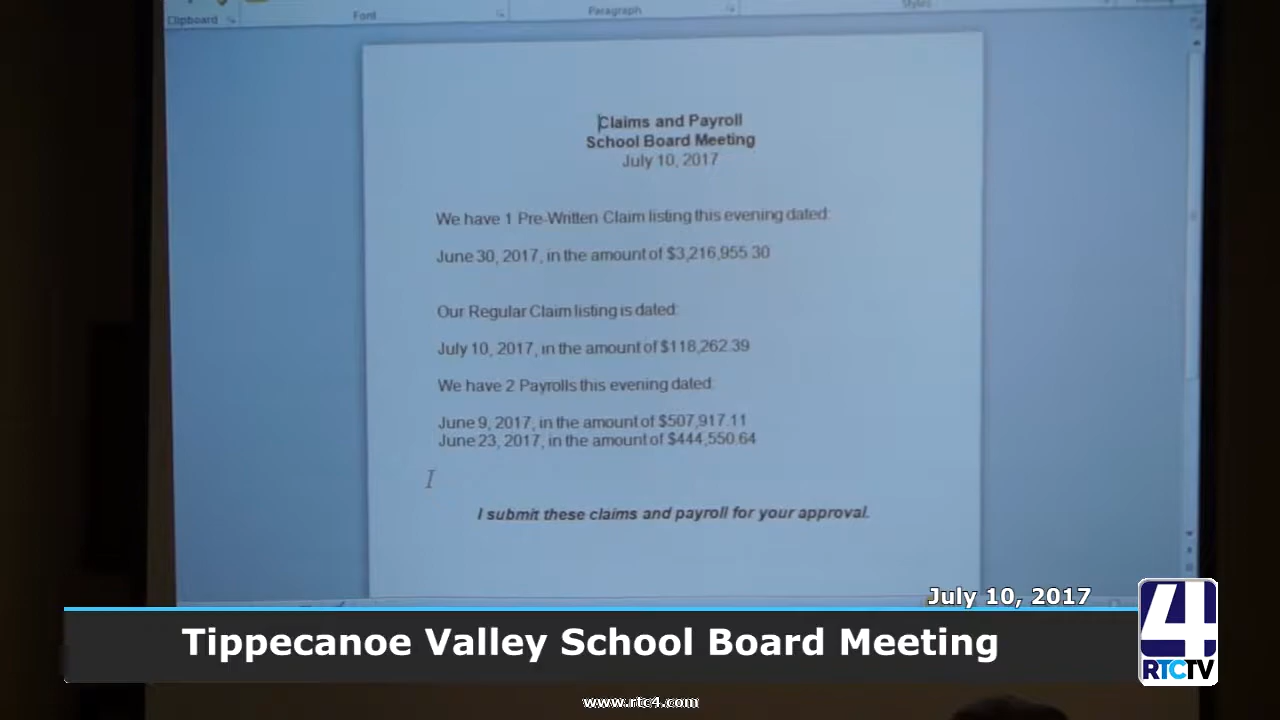 Clipboard
Font
Paragraph
Styles
Claims and Payroll
School Board Meeting
July 10, 2017
We have 1 Pre-Written Claim listing this evening dated:
June 30, 2017, in the amount of $3,216,955.30
Our Regular Claim listing is dated:
July 10, 2017, in the amount of $118,262.39
We have 2 Payrolls this evening dated:
June 9, 2017, in the amount of $507,917.11
June 23, 2017, in the amount of $444,550.64
I submit these claims and payroll for your approval.
July 10, 2017
Tippecanoe Valley School Board Meeting
4
RTCTV
www.rtc4.com